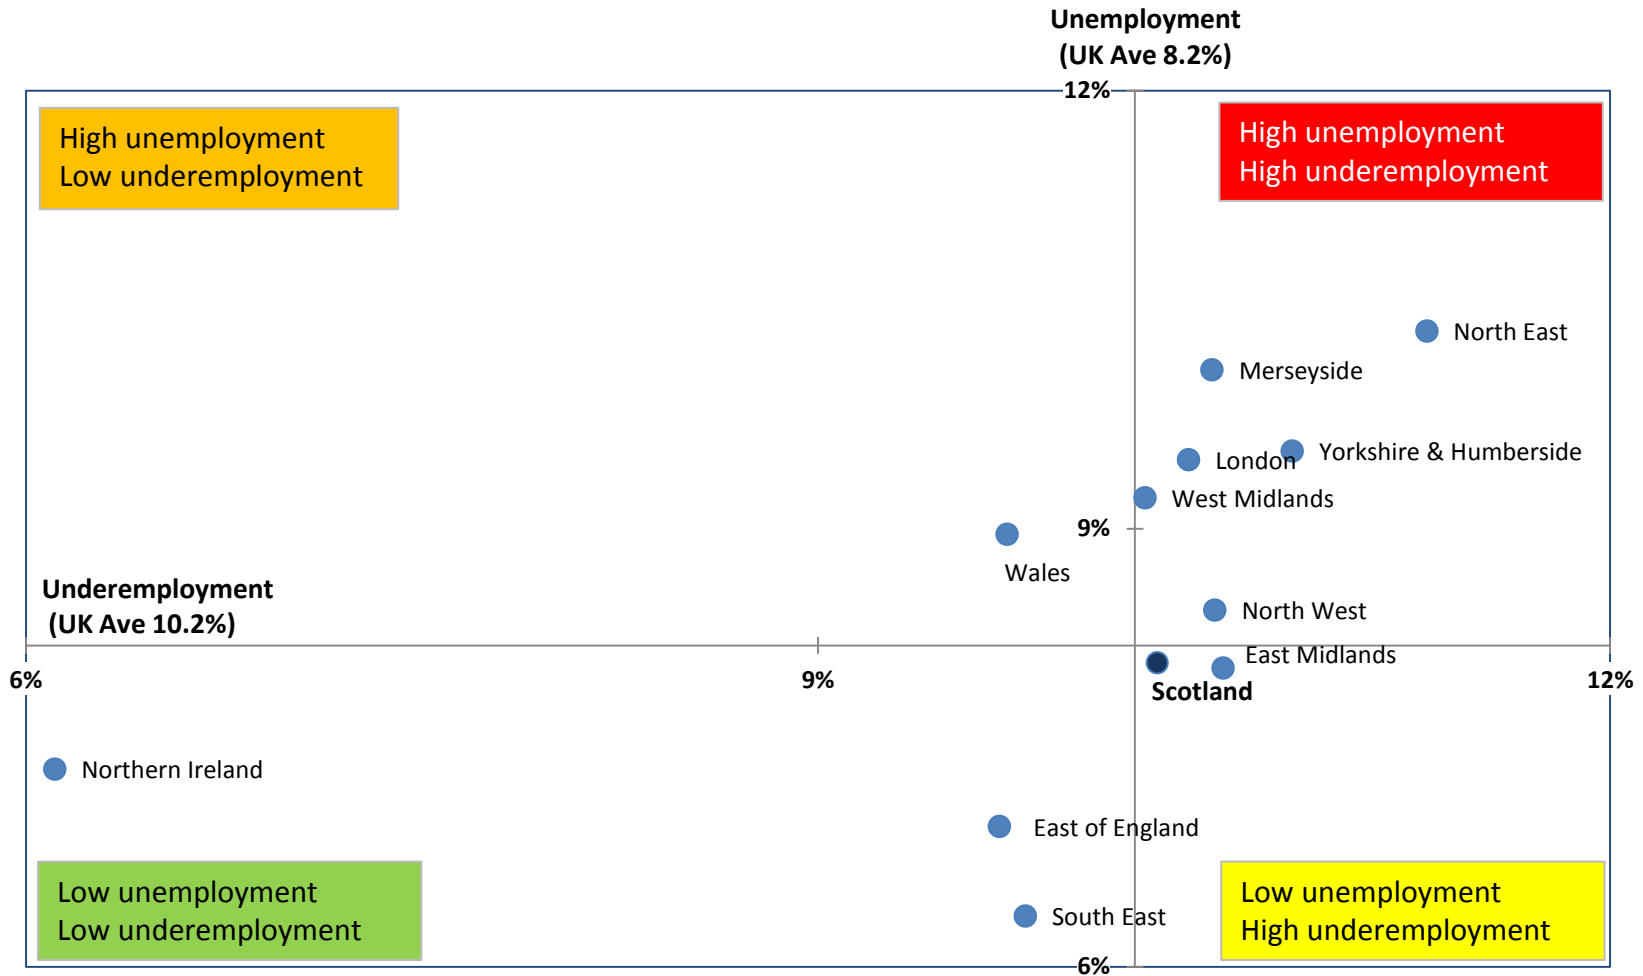 Unemployment
(UK Ave 8.2%)
12%
High unemployment
Low underemployment
High unemployment
High underemployment
North East
Merseyside
Yorkshire & Humberside
London
West Midlands
9%
Wales
Underemployment
(UK Ave 10.2%)
North West
East Midlands
6%
9%
12%
Scotland
Northern Ireland
East of England
Low unemployment
Low underemployment
South East
Low unemployment
High underemployment
6%